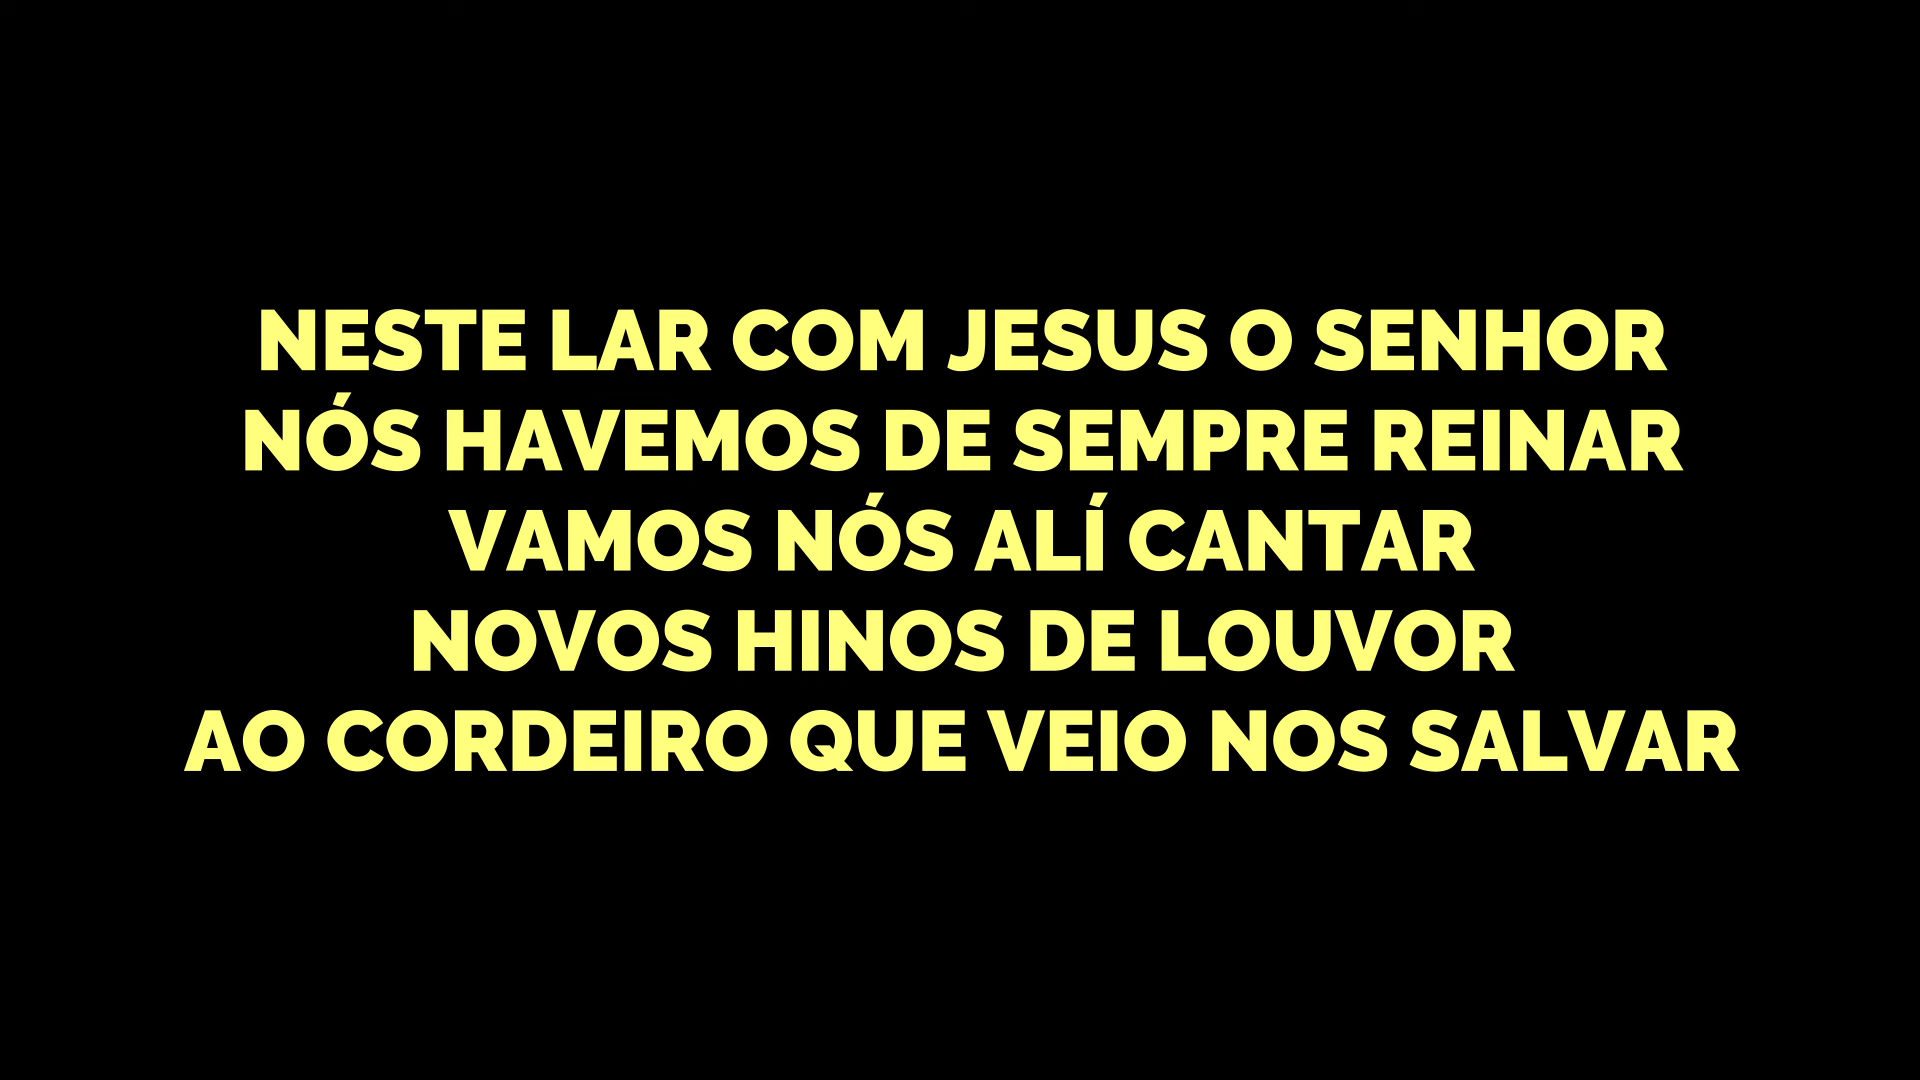 NESTE LAR COM JESUS O SENHOR
NÓS HAVEMOS DE SEMPRE REINAR
VAMOS NÓS ALÍ CANTAR
NOVOS HINOS DE LOUVOR
AO CORDEIRO QUE VEIO NOS SALVAR